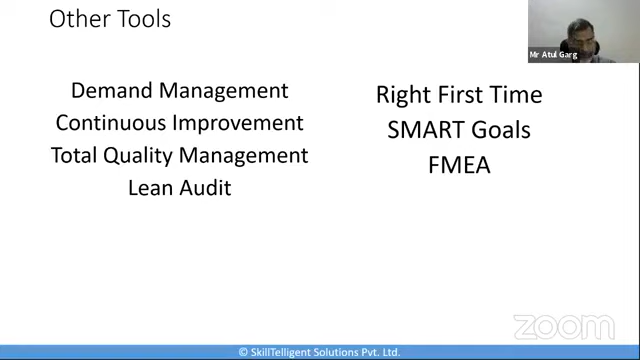 Other Tools
Mr Atul Garg
Demand Management
Continuous Improvement
Total Quality Management
Lean Audit
Right First Time
SMART Goals
FMEA
zoom
© SkillTelligent Solutions Pvt. Ltd.